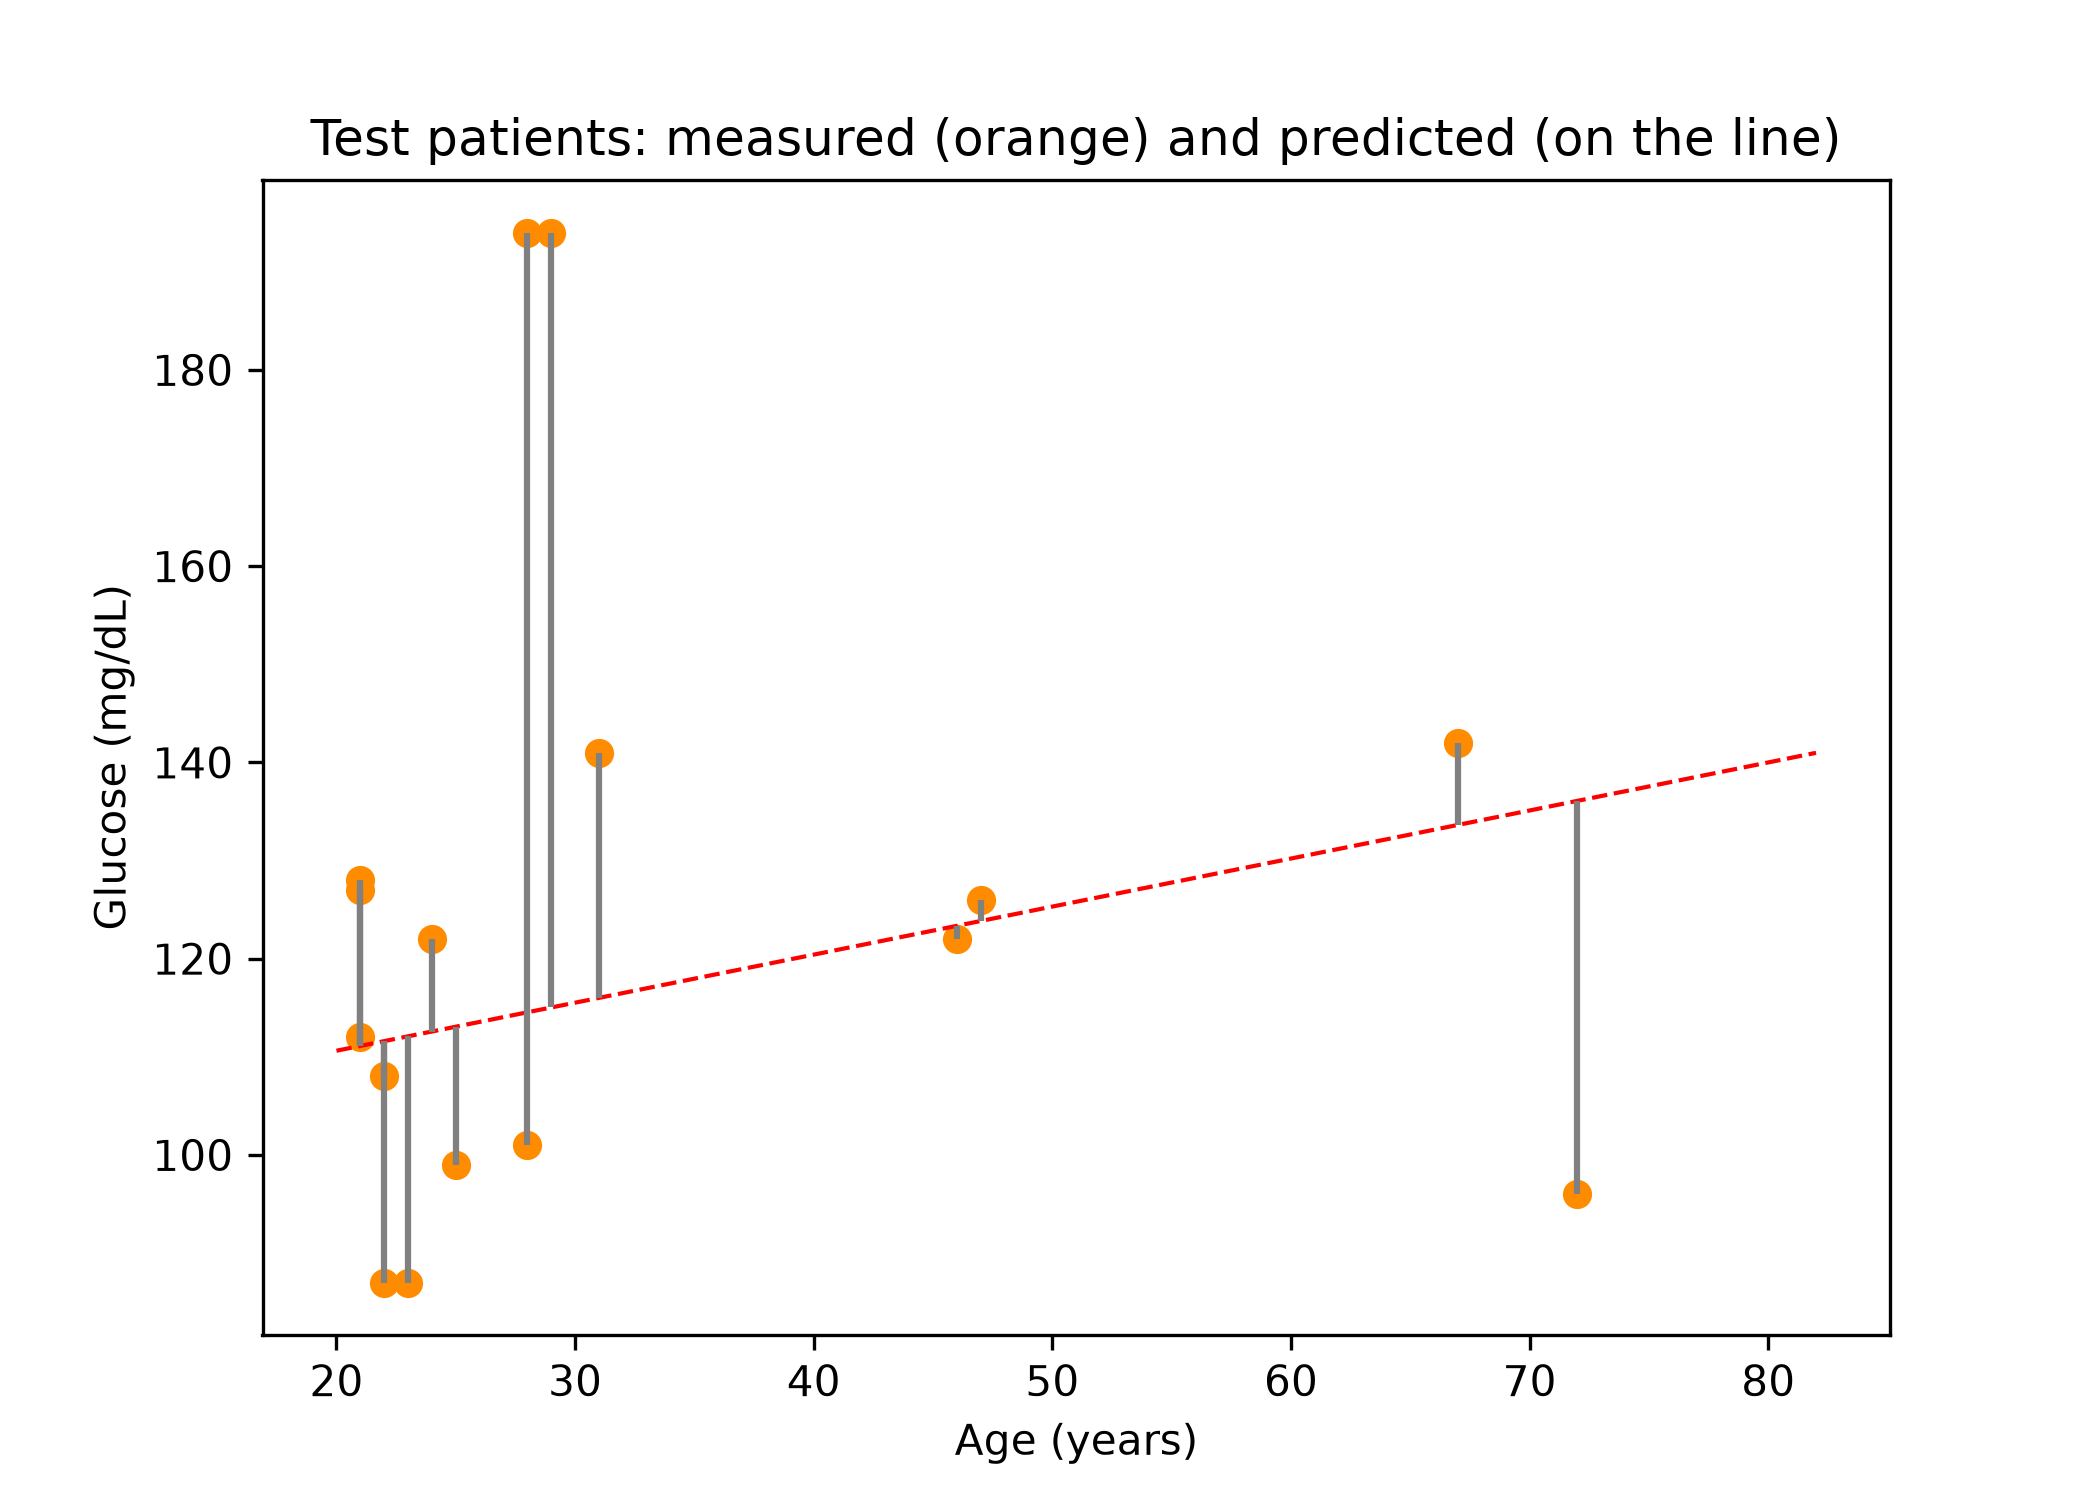 Test patients: measured (orange) and predicted (on the line)
Glucose (mg/dL)
180
160
140
120
100
20 30 40 50 60 70 80
Age (years)